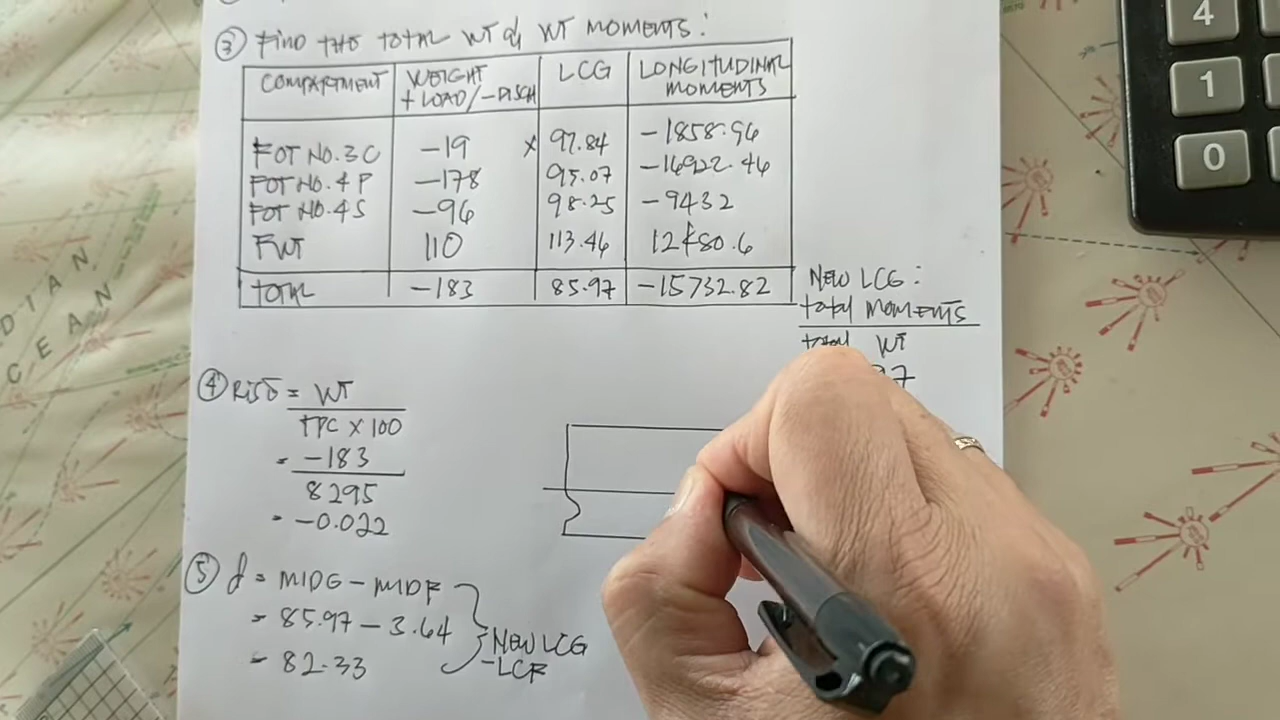 ③ FIND THE TOTAL WT & WT MOMENTS:
COMPARTMENT WEIGHT + LOAD/-DISCH LCG LONGITUDINAL MOMENTS
FOT NO.3C -19 x 97.84 -1858.96
FOT NO.4P -178 95.07 -16922.46
FOT NO.4S -96 98.25 -9432
FWT 110 113.46 12480.6
TOTAL -183 85.97 -15732.82
NEW LCG:
TOTAL MOMENTS
TOTAL WT
④ RISE = WT
TPC X 100
= -183
8295
= -0.022
⑤ d = MIDG - MIDF
= 85.97 - 3.64
= 82.33
NEW LCG
- LCF
DIAN
CEAN
4
1
0